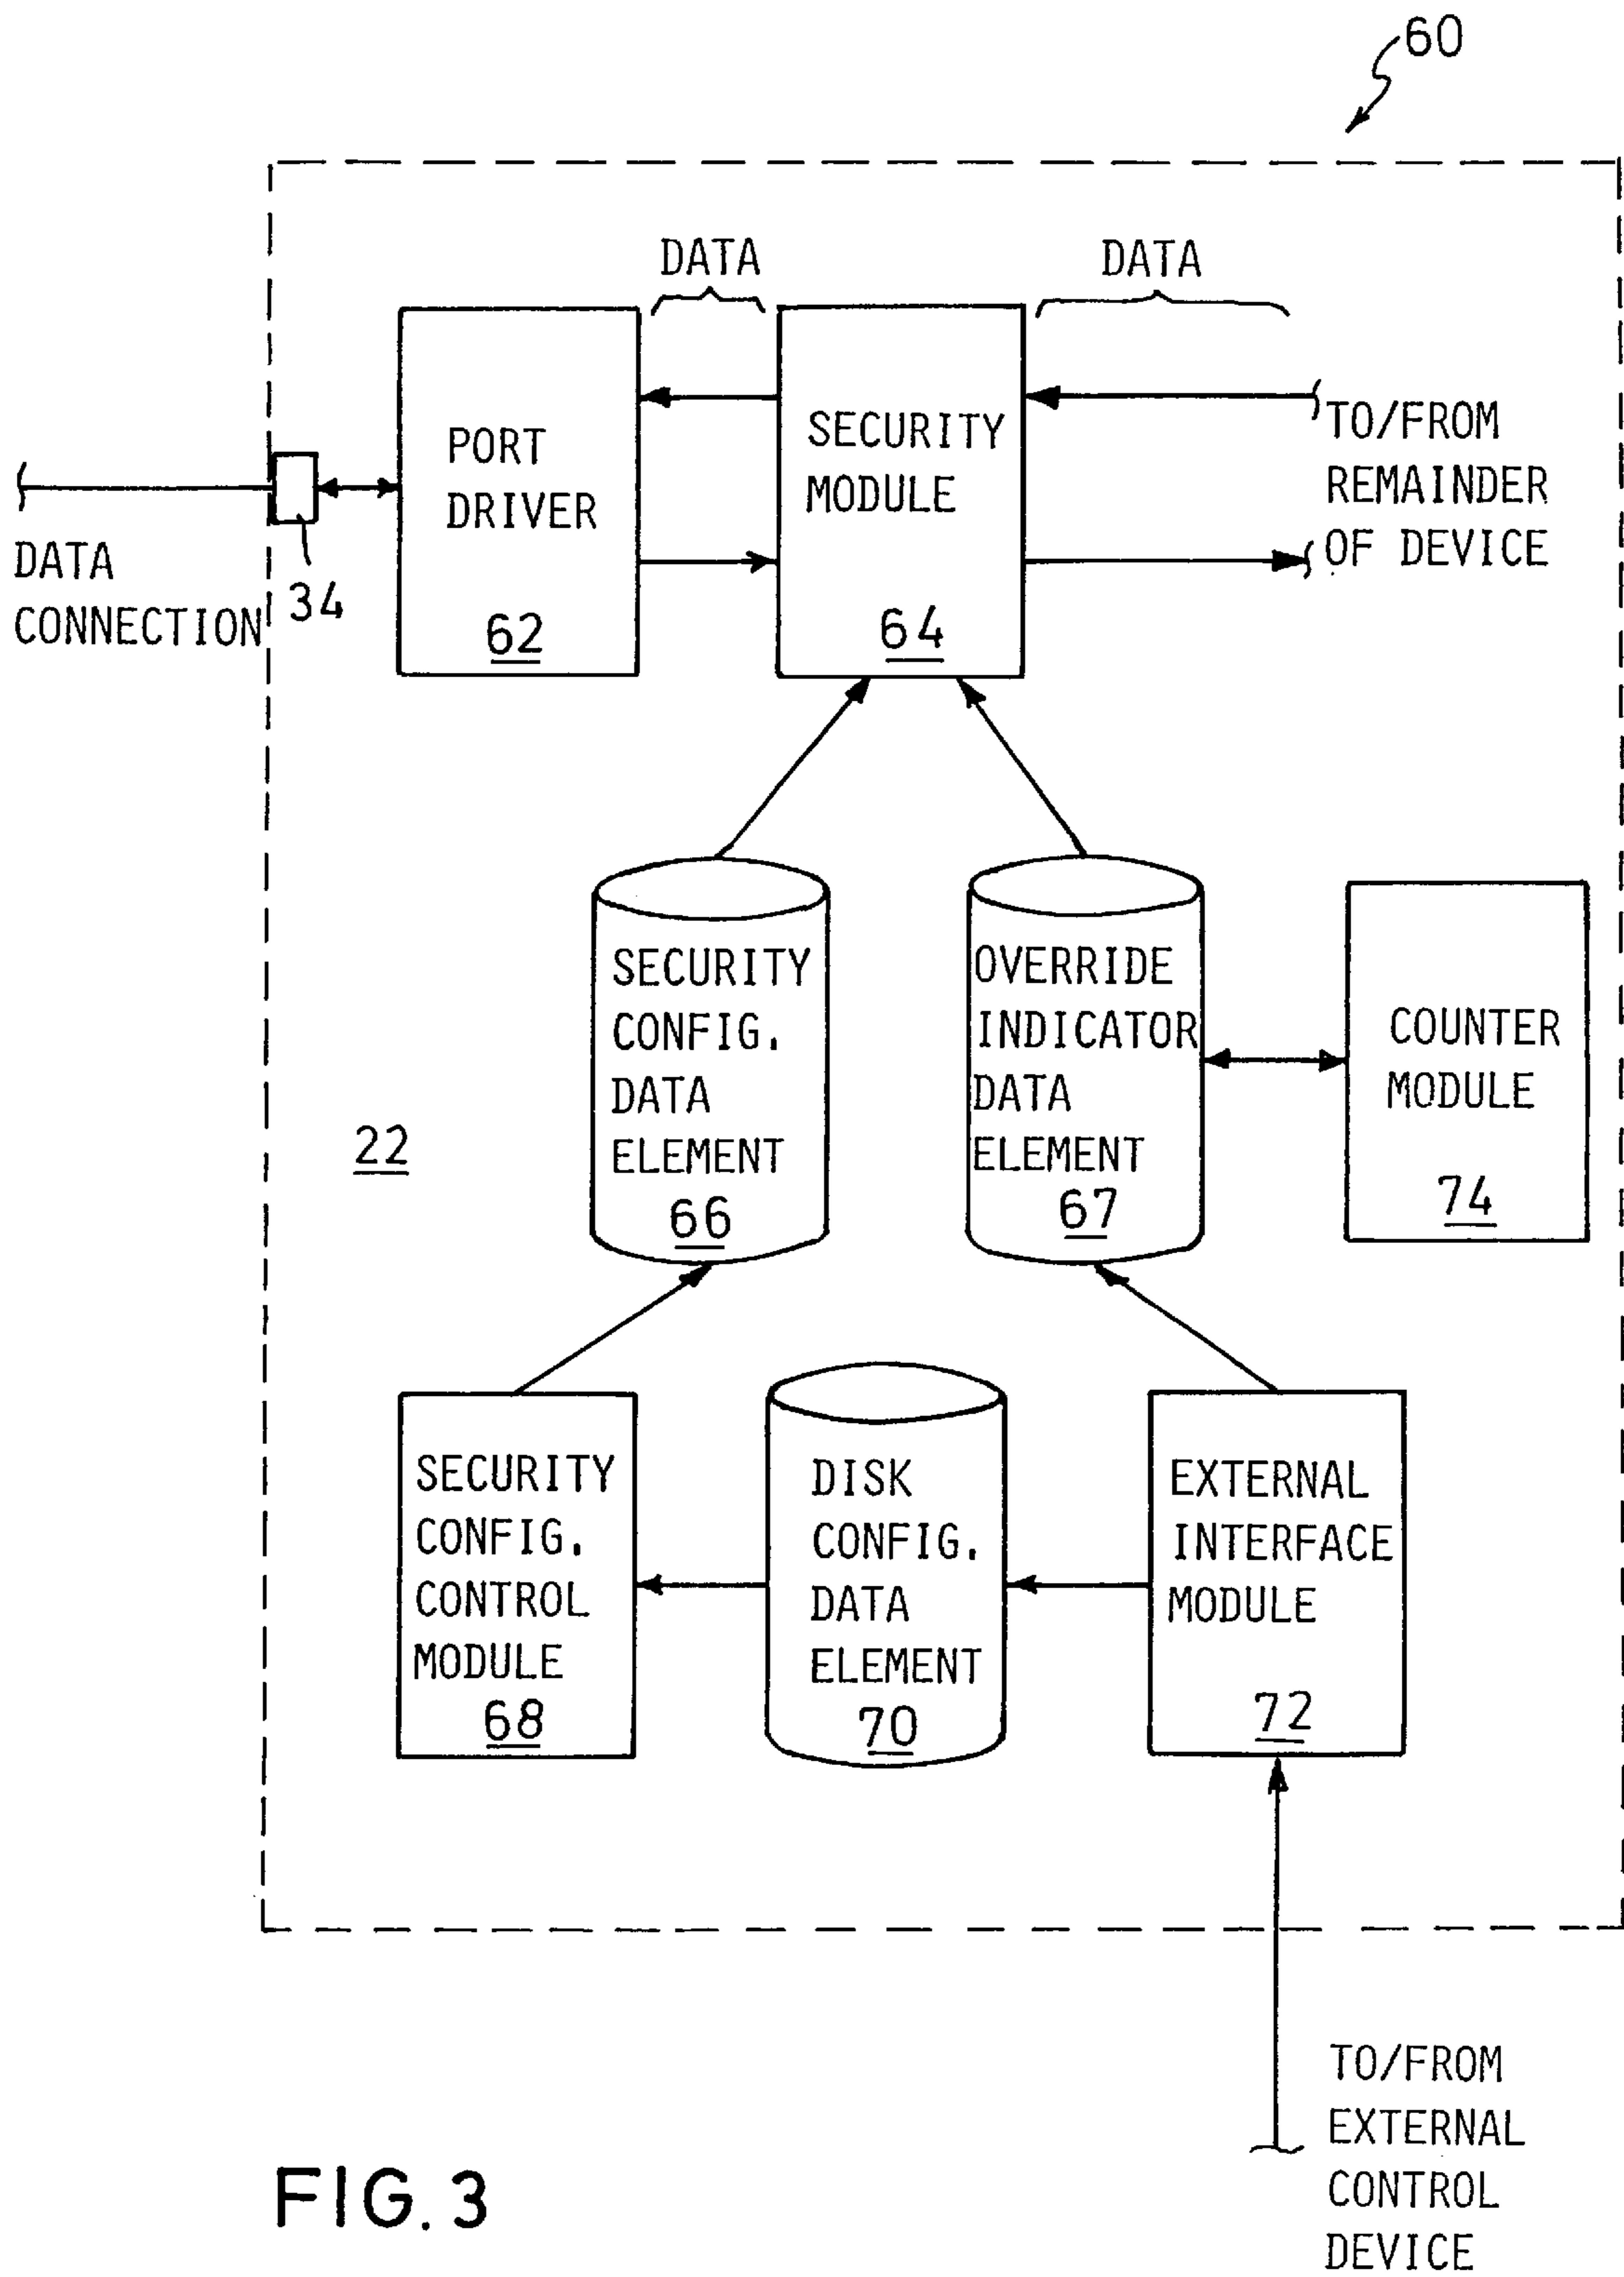 60
DATA
DATA
PORT
DRIVER
62
SECURITY
MODULE
64
TO/FROM
REMAINDER
OF DEVICE
DATA
CONNECTION
34
SECURITY
CONFIG.
DATA
ELEMENT
66
OVERRIDE
INDICATOR
DATA
ELEMENT
67
COUNTER
MODULE
74
22
SECURITY
CONFIG.
CONTROL
MODULE
68
DISK
CONFIG.
DATA
ELEMENT
70
EXTERNAL
INTERFACE
MODULE
72
TO/FROM
EXTERNAL
CONTROL
DEVICE
FIG. 3